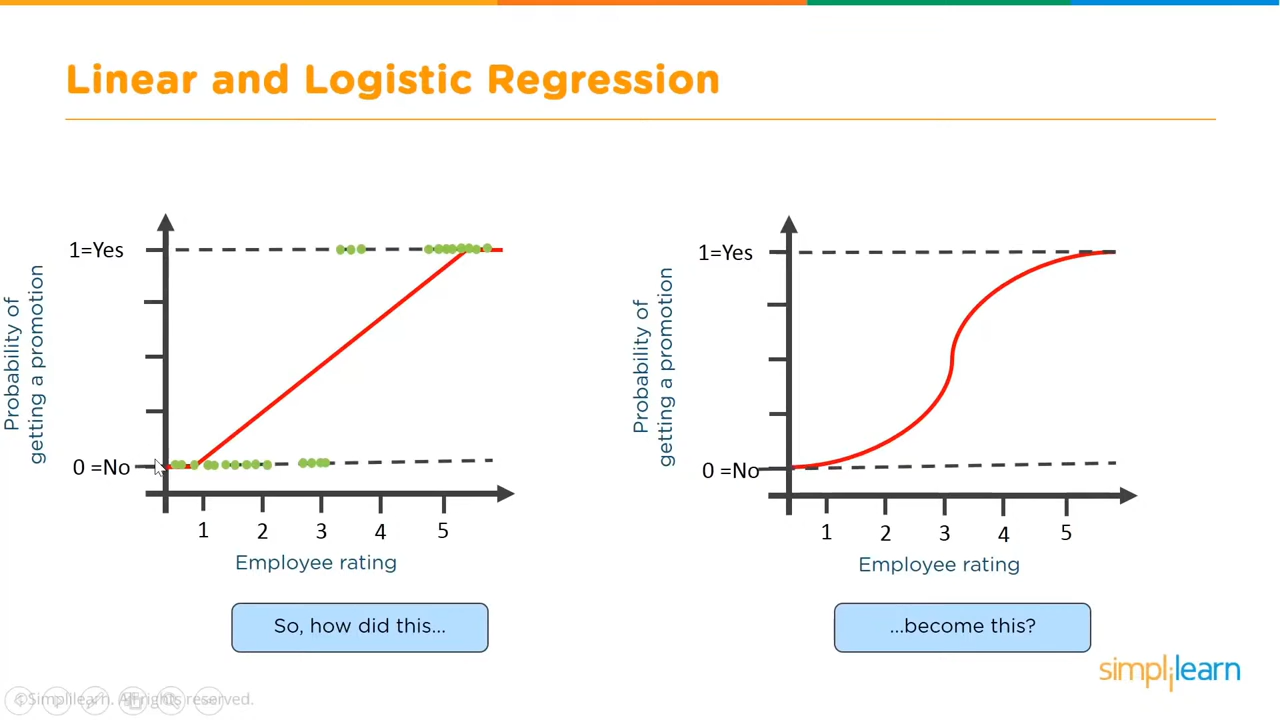 Linear and Logistic Regression
1=Yes
0 =No
Probability of
getting a promotion
1
2
3
4
5
Employee rating
So, how did this...
1=Yes
0 =No
Probability of
getting a promotion
1
2
3
4
5
Employee rating
...become this?
simplilearn
©Simplilearn. All rights reserved.